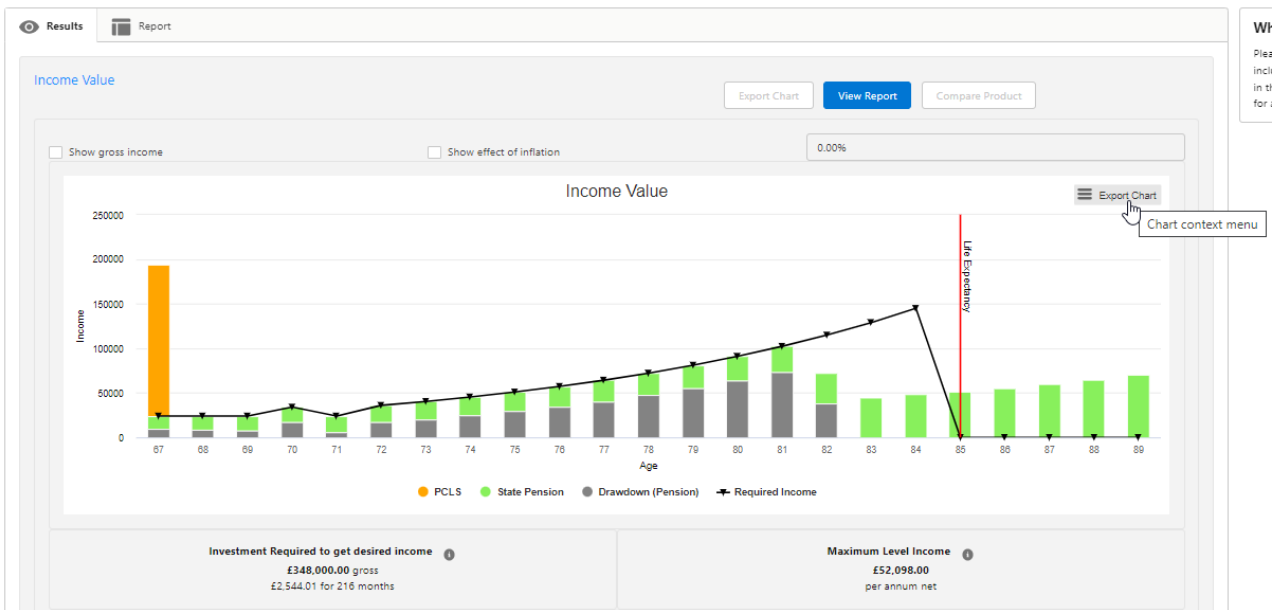 Results
Report
Income Value
Export Chart
View Report
Compare Product
Show gross income
Show effect of inflation
0.00%
Income Value
Export Chart
Chart context menu
250000
200000
150000
100000
50000
0
Income
Life Expectancy
67 68 69 70 71 72 73 74 75 76 77 78 79 80 81 82 83 84 85 86 87 88 89
Age
PCLS State Pension Drawdown (Pension) Required Income
Investment Required to get desired income
£348,000.00 gross
£2,544.01 for 216 months
Maximum Level Income
£52,098.00
per annum net
in th
for a